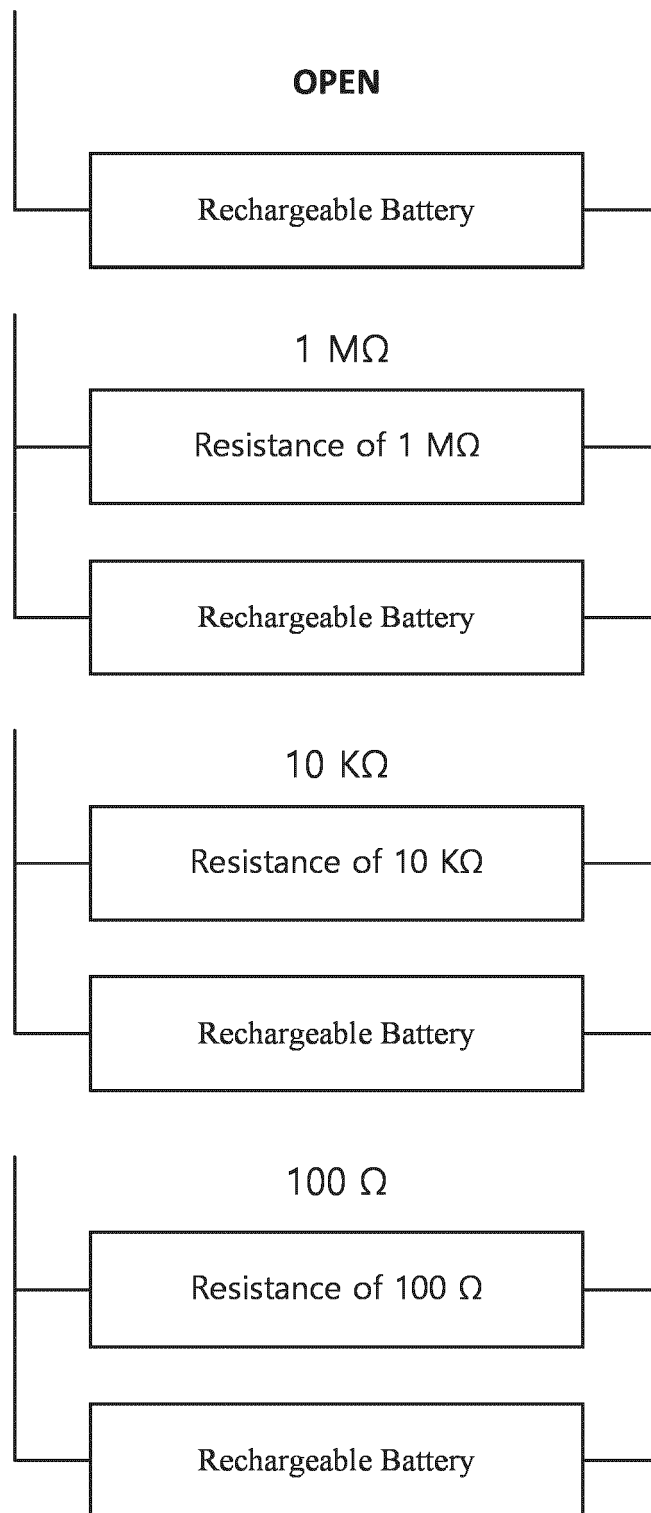 OPEN
Rechargeable Battery
1 MΩ
Resistance of 1 MΩ
Rechargeable Battery
10 KΩ
Resistance of 10 KΩ
Rechargeable Battery
100 Ω
Resistance of 100 Ω
Rechargeable Battery